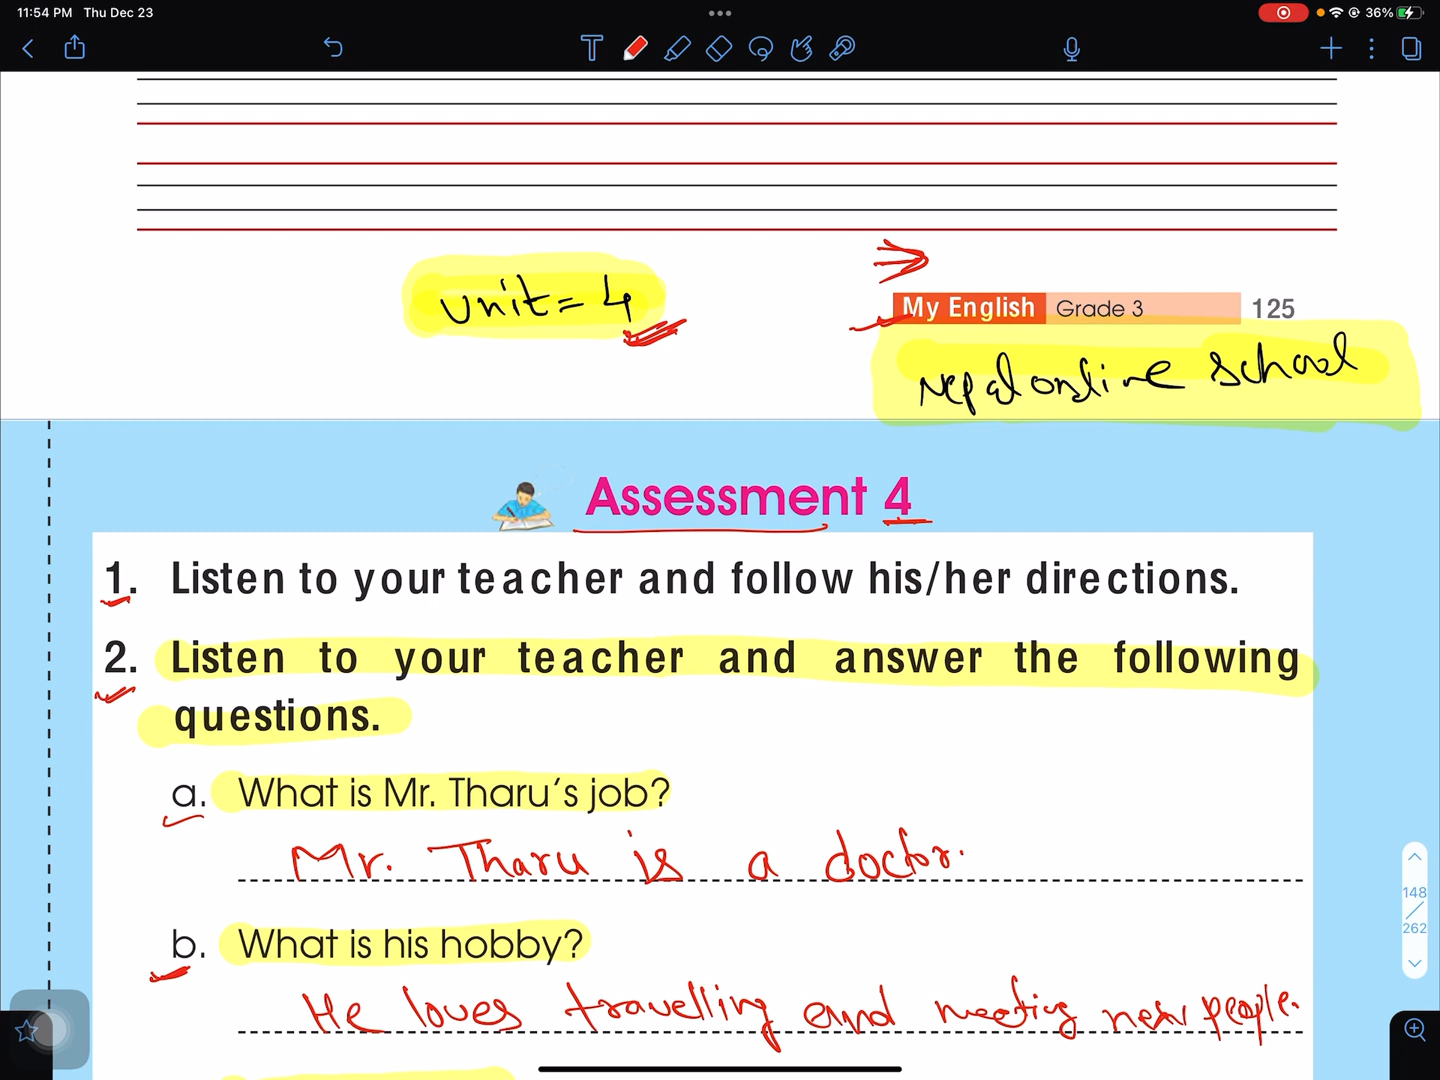 11:54 PM Thu Dec 23
36%
unit = 4
My English Grade 3 125
Nepal online school
Assessment 4
1. Listen to your teacher and follow his/her directions.
2. Listen to your teacher and answer the following
questions.
a. What is Mr. Tharu's job?
Mr. Tharu is a doctor.
b. What is his hobby?
He loves travelling and meeting new people.
148
262